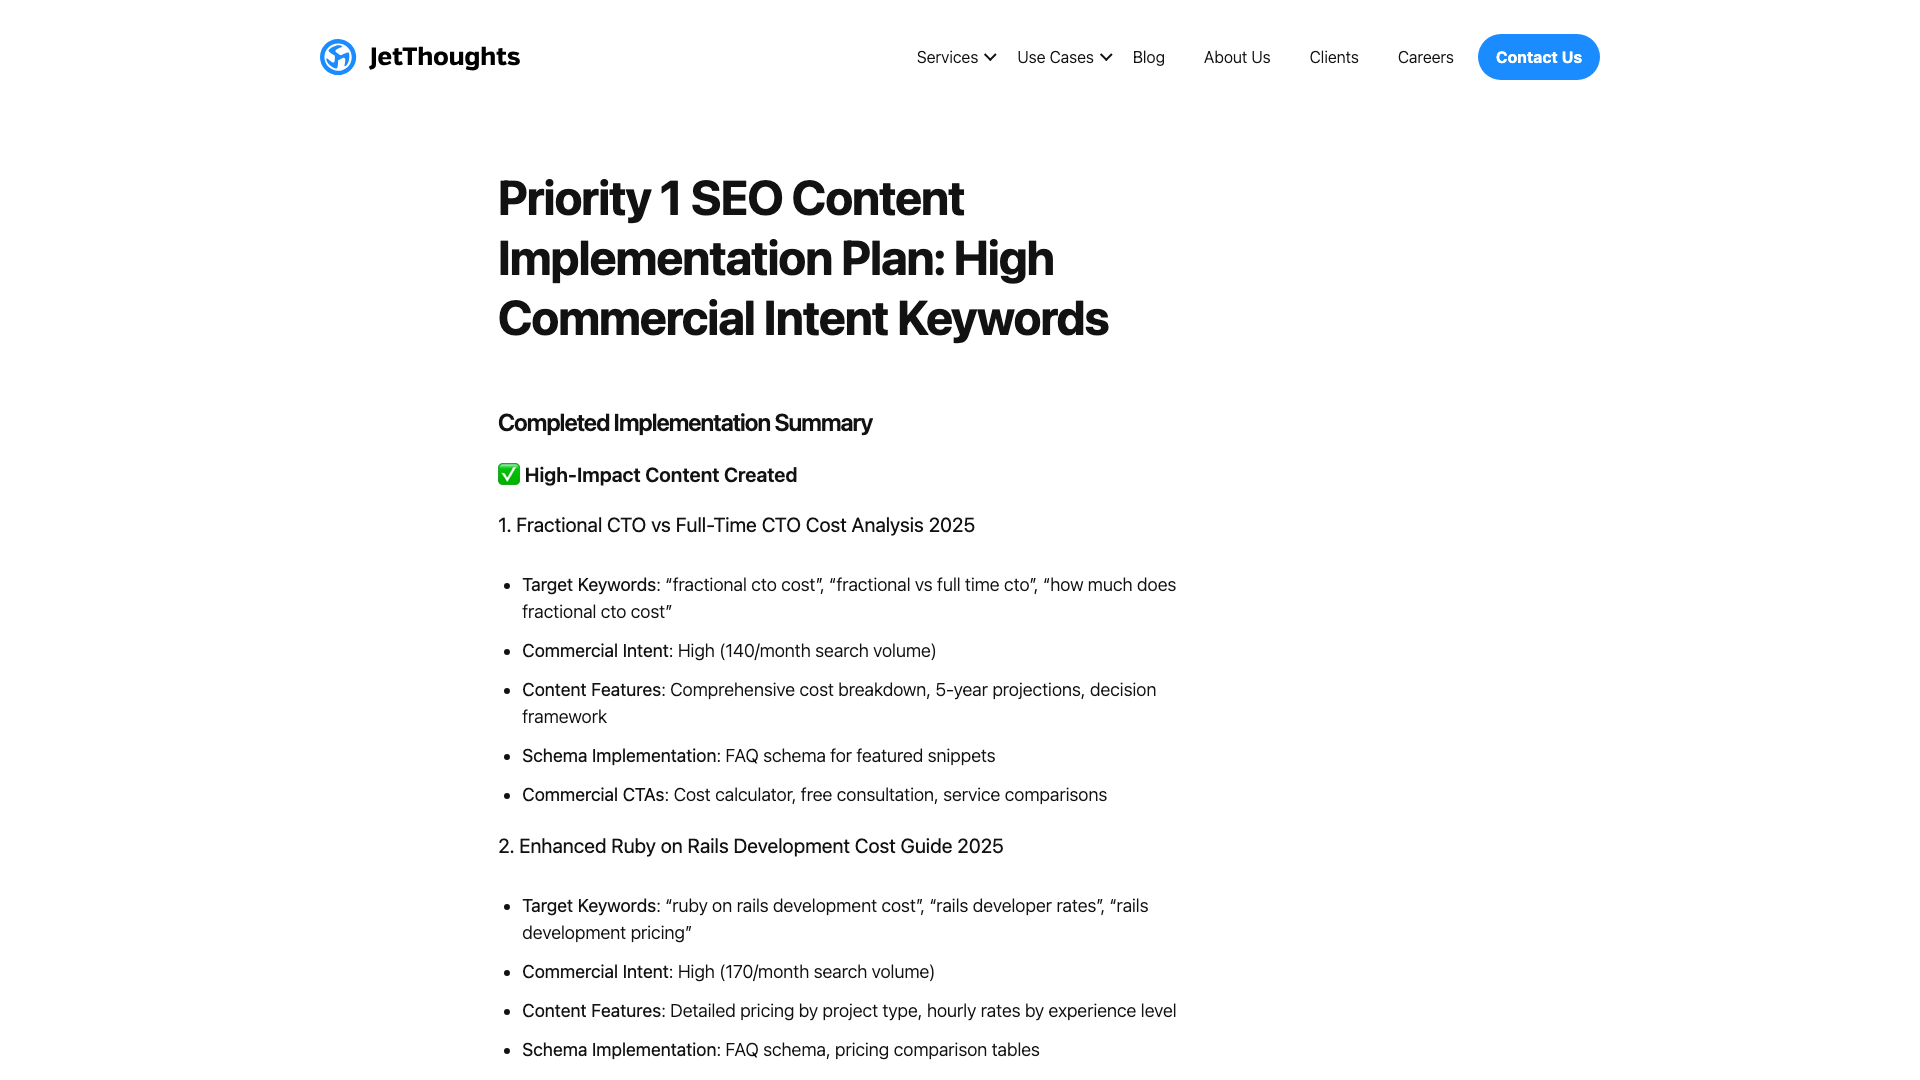 JetThoughts
Services
Use Cases
Blog
About Us
Clients
Careers
Contact Us
Priority 1 SEO Content
Implementation Plan: High
Commercial Intent Keywords
Completed Implementation Summary
✅ High-Impact Content Created
1. Fractional CTO vs Full-Time CTO Cost Analysis 2025
• Target Keywords: “fractional cto cost”, “fractional vs full time cto”, “how much does
fractional cto cost”
• Commercial Intent: High (140/month search volume)
• Content Features: Comprehensive cost breakdown, 5-year projections, decision
framework
• Schema Implementation: FAQ schema for featured snippets
• Commercial CTAs: Cost calculator, free consultation, service comparisons
2. Enhanced Ruby on Rails Development Cost Guide 2025
• Target Keywords: “ruby on rails development cost”, “rails developer rates”, “rails
development pricing”
• Commercial Intent: High (170/month search volume)
• Content Features: Detailed pricing by project type, hourly rates by experience level
• Schema Implementation: FAQ schema, pricing comparison tables